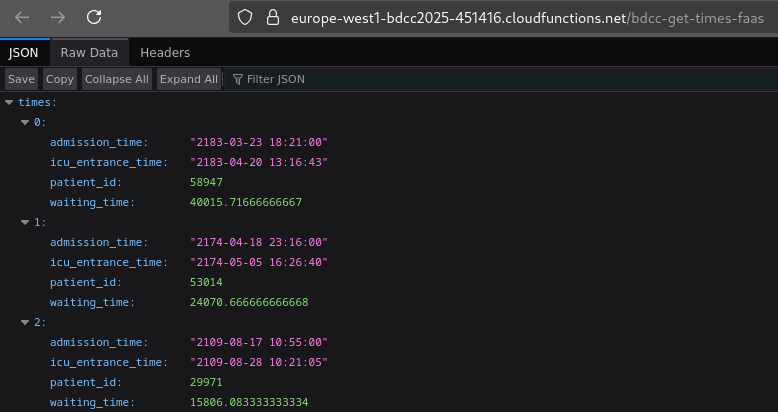 europe-west1-bdcc2025-451416.cloudfunctions.net/bdcc-get-times-faas
JSON Raw Data Headers
Save Copy Collapse All Expand All Filter JSON
times:
0:
admission_time: "2183-03-23 18:21:00"
icu_entrance_time: "2183-04-20 13:16:43"
patient_id: 58947
waiting_time: 40015.71666666667
1:
admission_time: "2174-04-18 23:16:00"
icu_entrance_time: "2174-05-05 16:26:40"
patient_id: 53014
waiting_time: 24070.666666666668
2:
admission_time: "2109-08-17 10:55:00"
icu_entrance_time: "2109-08-28 10:21:05"
patient_id: 29971
waiting_time: 15806.083333333334